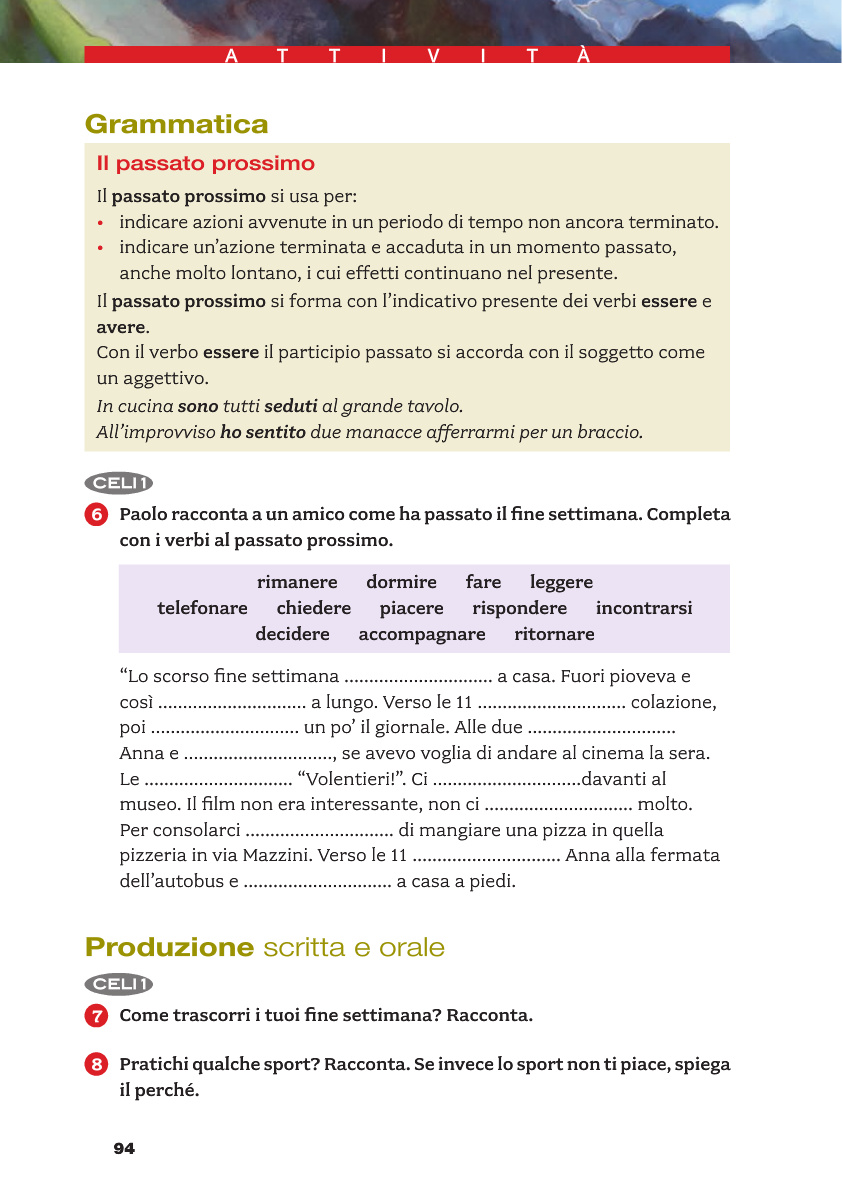 ATTIVITÀ
Grammatica
Il passato prossimo
Il passato prossimo si usa per:
• indicare azioni avvenute in un periodo di tempo non ancora terminato.
• indicare un’azione terminata e accaduta in un momento passato,
anche molto lontano, i cui effetti continuano nel presente.
Il passato prossimo si forma con l’indicativo presente dei verbi essere e
avere.
Con il verbo essere il participio passato si accorda con il soggetto come
un aggettivo.
In cucina sono tutti seduti al grande tavolo.
All’improvviso ho sentito due manacce afferrarmi per un braccio.
CELI 1
6 Paolo racconta a un amico come ha passato il fine settimana. Completa
con i verbi al passato prossimo.
rimanere dormire fare leggere
telefonare chiedere piacere rispondere incontrarsi
decidere accompagnare ritornare
“Lo scorso fine settimana .............................. a casa. Fuori pioveva e
così .............................. a lungo. Verso le 11 .............................. colazione,
poi .............................. un po’ il giornale. Alle due ..............................
Anna e .............................., se avevo voglia di andare al cinema la sera.
Le .............................. “Volentieri!”. Ci ..............................davanti al
museo. Il film non era interessante, non ci .............................. molto.
Per consolarci .............................. di mangiare una pizza in quella
pizzeria in via Mazzini. Verso le 11 .............................. Anna alla fermata
dell’autobus e .............................. a casa a piedi.
Produzione scritta e orale
CELI 1
7 Come trascorri i tuoi fine settimana? Racconta.
8 Pratichi qualche sport? Racconta. Se invece lo sport non ti piace, spiega
il perché.
94